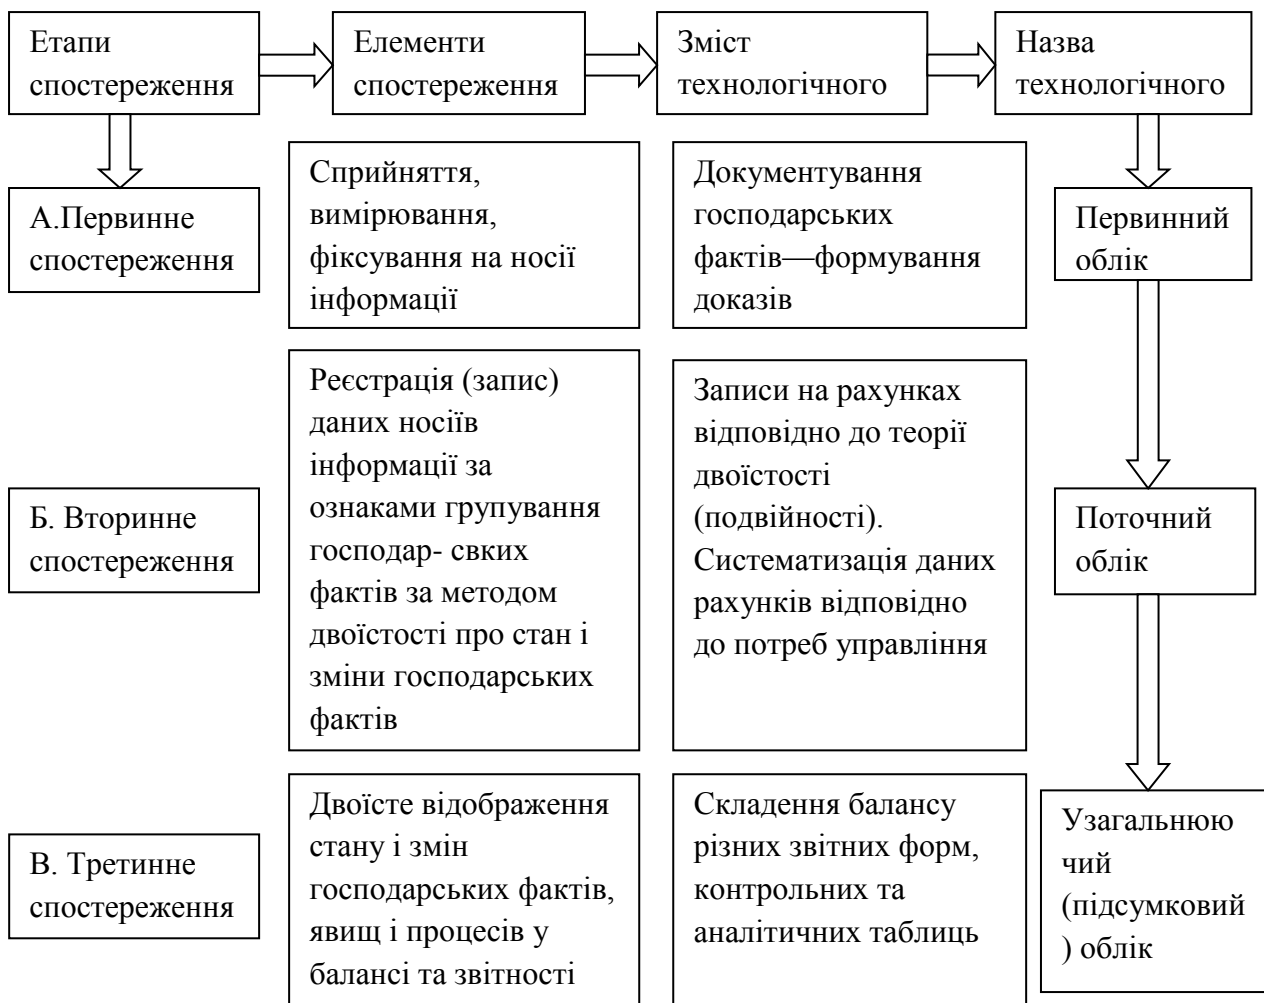 Етапи
спостереження
Елементи
спостереження
Зміст
технологічного
Назва
технологічного
А.Первинне
спостереження
Сприйняття,
вимірювання,
фіксування на носії
інформації
Документування
господарських
фактів—формування
доказів
Первинний
облік
Б. Вторинне
спостереження
Реєстрація (запис)
даних носіїв
інформації за
ознаками групування
господар- свких
фактів за методом
двоїстості про стан і
зміни господарських
фактів
Записи на рахунках
відповідно до теорії
двоїстості
(подвійності).
Систематизація даних
рахунків відповідно
до потреб управління
Поточний
облік
В. Третинне
спостереження
Двоїсте відображення
стану і змін
господарських фактів,
явищ і процесів у
балансі та звітності
Складення балансу
різних звітних форм,
контрольних та
аналітичних таблиць
Узагальнюю
чий
(підсумковий
) облік